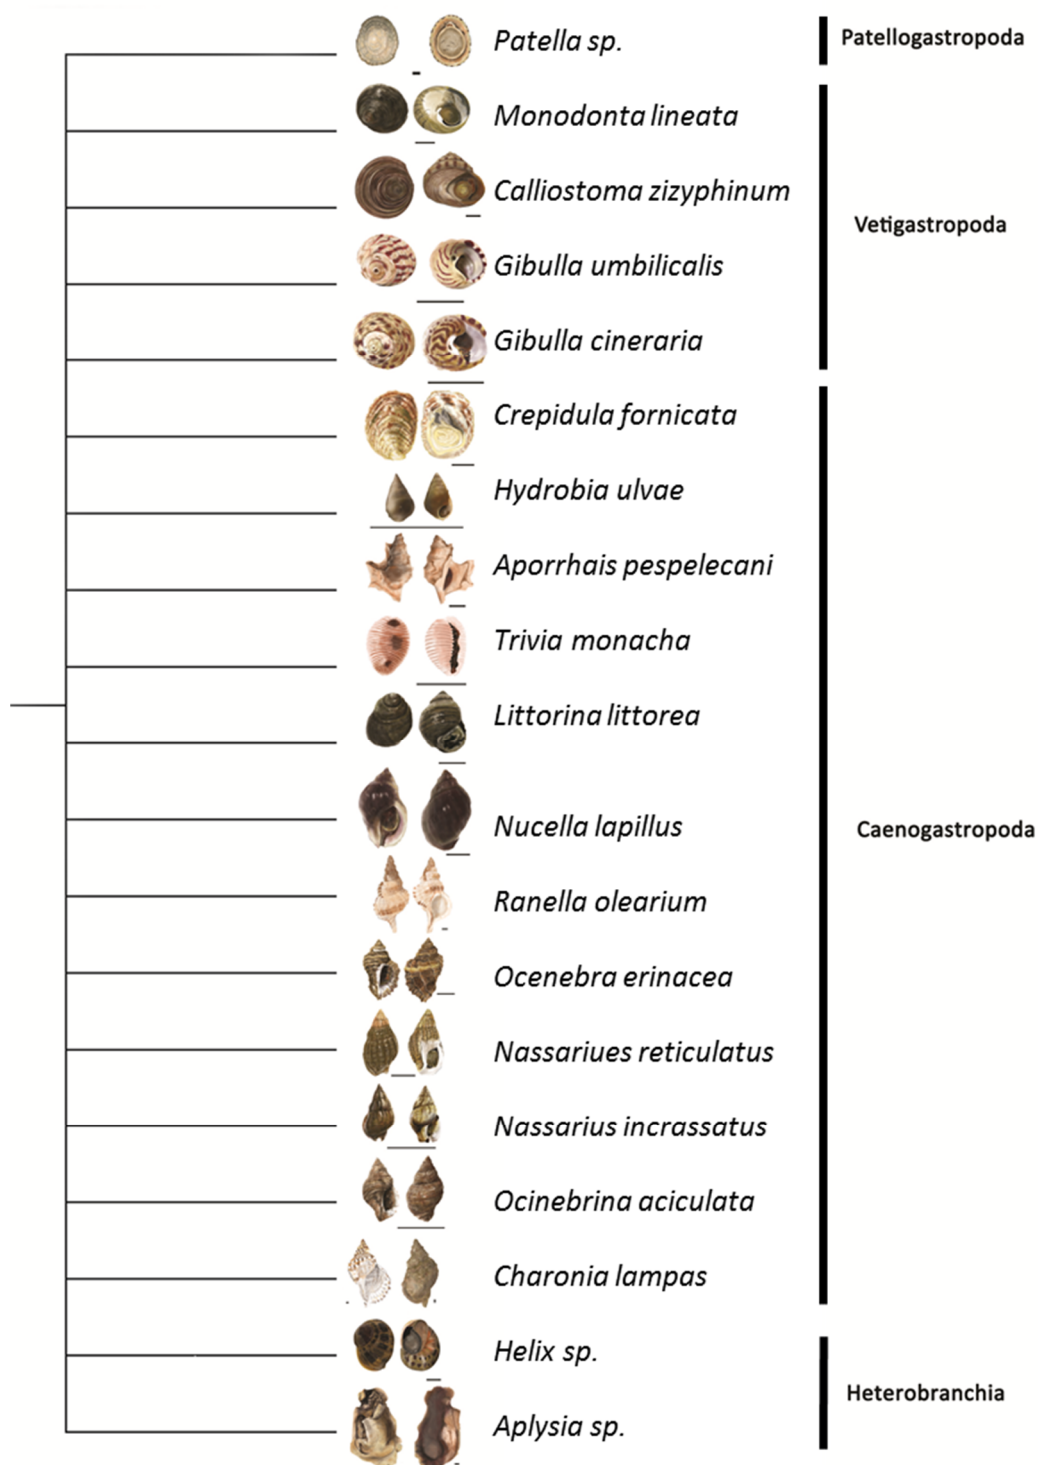 Patella sp.
Patellogastropoda
Monodonta lineata
Calliostoma zizyphinum
Vetigastropoda
Gibulla umbilicalis
Gibulla cineraria
Crepidula fornicata
Hydrobia ulvae
Aporrhais pespelecani
Trivia monacha
Littorina littorea
Nucella lapillus
Caenogastropoda
Ranella olearium
Ocenebra erinacea
Nassariues reticulatus
Nassarius incrassatus
Ocinebrina aciculata
Charonia lampas
Helix sp.
Heterobranchia
Aplysia sp.